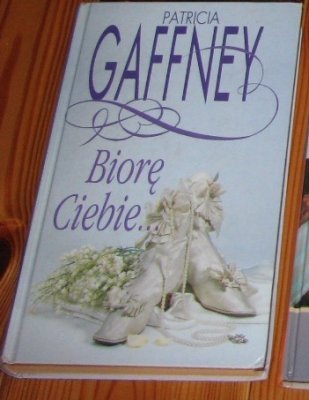 PATRICIA
GAFFNEY
Biorę
Ciebie...